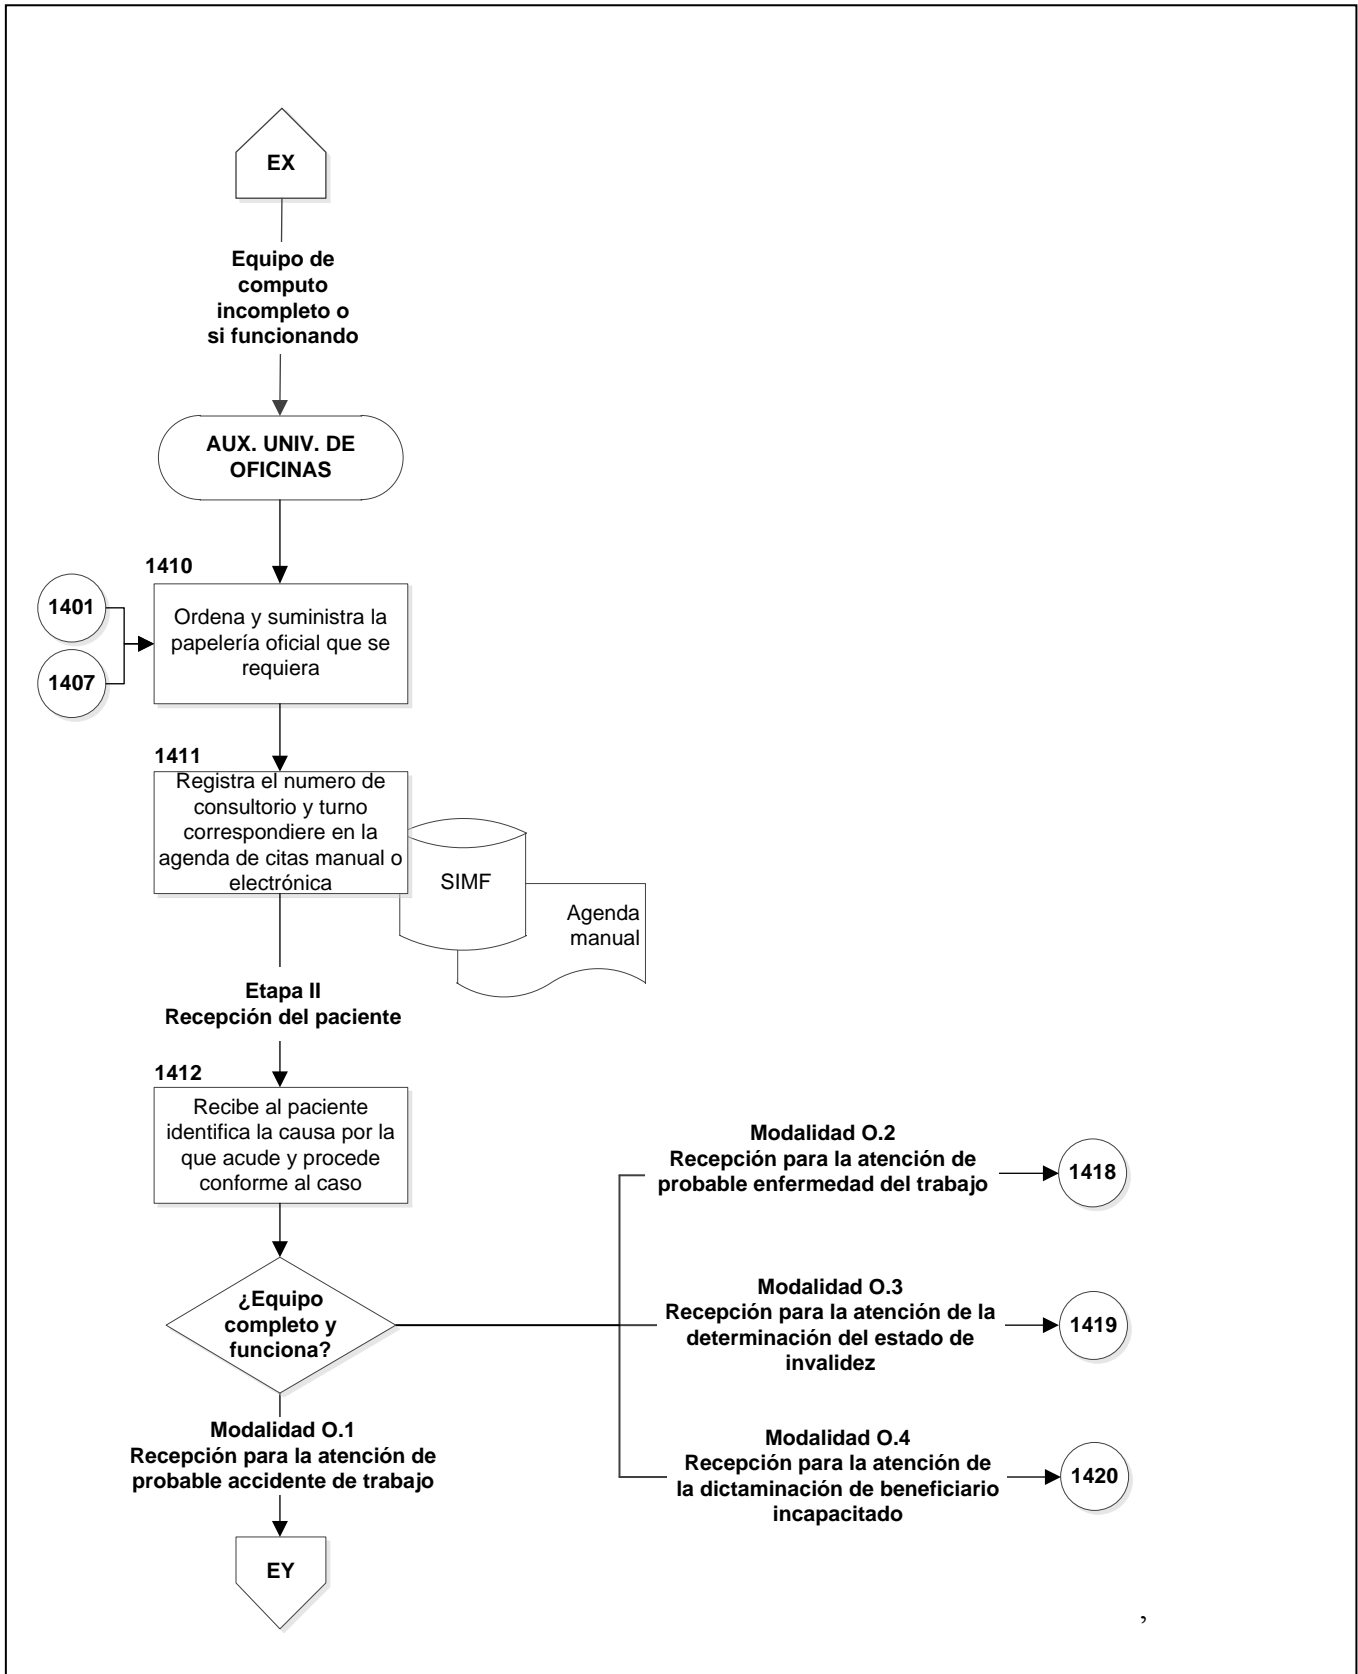 EX
Equipo de
computo
incompleto o
si funcionando
AUX. UNIV. DE
OFICINAS
1410
1401
1407
Ordena y suministra la
papelería oficial que se
requiera
1411
Registra el numero de
consultorio y turno
correspondiere en la
agenda de citas manual o
electrónica
SIMF
Agenda
manual
Etapa II
Recepción del paciente
1412
Recibe al paciente
identifica la causa por la
que acude y procede
conforme al caso
¿Equipo
completo y
funciona?
Modalidad O.2
Recepción para la atención de
probable enfermedad del trabajo
1418
Modalidad O.3
Recepción para la atención de la
determinación del estado de
invalidez
1419
Modalidad O.4
Recepción para la atención de
la dictaminación de beneficiario
incapacitado
1420
Modalidad O.1
Recepción para la atención de
probable accidente de trabajo
EY
,